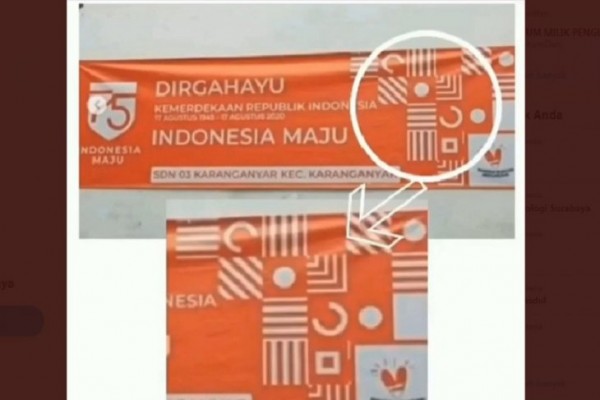 DIRGAHAYU
KEMERDEKAAN REPUBLIK INDONESIA
17 AGUSTUS 1945 - 17 AGUSTUS 2020
INDONESIA MAJU
75
INDONESIA
MAJU
SDN 03 KARANGANYAR KEC. KARANGANYAR
NESIA
Anda